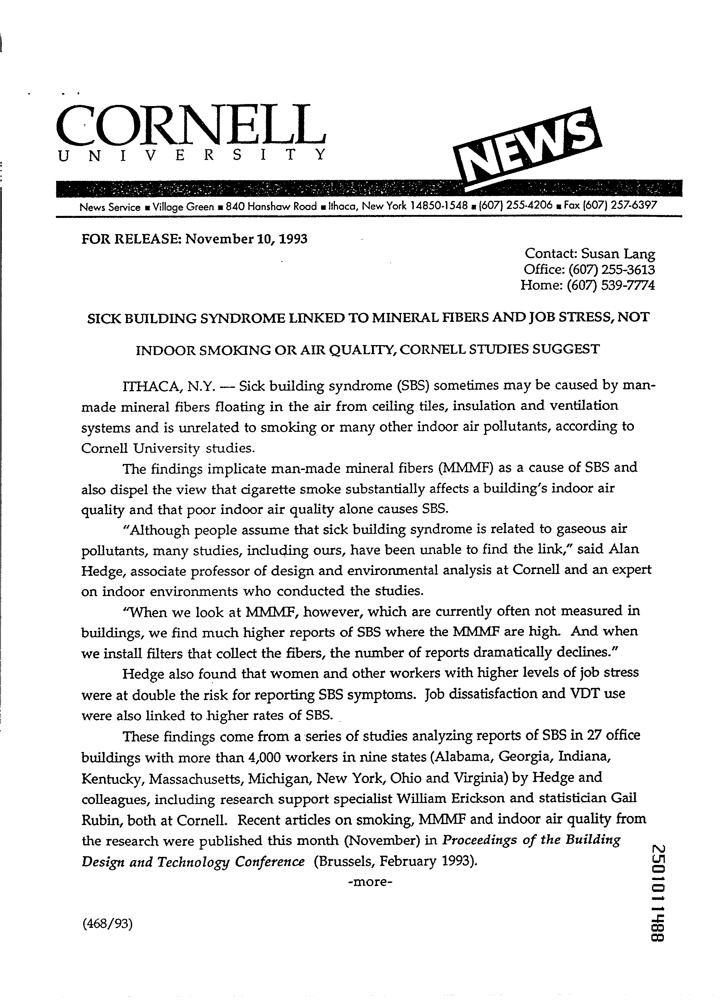 CORNELL
UNIVERSITY
NEWS
News Service ■ Village Green ■ 840 Hanshaw Road ■ Ithaca, New York 14850-1548 ■ (607) 255-4206 ■ Fax (607) 257-6397
FOR RELEASE: November 10, 1993
Contact: Susan Lang
Office: (607) 255-3613
Home: (607) 539-7774
SICK BUILDING SYNDROME LINKED TO MINERAL FIBERS AND JOB STRESS, NOT
INDOOR SMOKING OR AIR QUALITY, CORNELL STUDIES SUGGEST
ITHACA, N.Y. — Sick building syndrome (SBS) sometimes may be caused by man-
made mineral fibers floating in the air from ceiling tiles, insulation and ventilation
systems and is unrelated to smoking or many other indoor air pollutants, according to
Cornell University studies.
The findings implicate man-made mineral fibers (MMMF) as a cause of SBS and
also dispel the view that cigarette smoke substantially affects a building's indoor air
quality and that poor indoor air quality alone causes SBS.
"Although people assume that sick building syndrome is related to gaseous air
pollutants, many studies, including ours, have been unable to find the link," said Alan
Hedge, associate professor of design and environmental analysis at Cornell and an expert
on indoor environments who conducted the studies.
"When we look at MMMF, however, which are currently often not measured in
buildings, we find much higher reports of SBS where the MMMF are high. And when
we install filters that collect the fibers, the number of reports dramatically declines."
Hedge also found that women and other workers with higher levels of job stress
were at double the risk for reporting SBS symptoms. Job dissatisfaction and VDT use
were also linked to higher rates of SBS.
These findings come from a series of studies analyzing reports of SBS in 27 office
buildings with more than 4,000 workers in nine states (Alabama, Georgia, Indiana,
Kentucky, Massachusetts, Michigan, New York, Ohio and Virginia) by Hedge and
colleagues, including research support specialist William Erickson and statistician Gail
Rubin, both at Cornell. Recent articles on smoking, MMMF and indoor air quality from
the research were published this month (November) in Proceedings of the Building
Design and Technology Conference (Brussels, February 1993).
-more-
(468/93)
2501011488